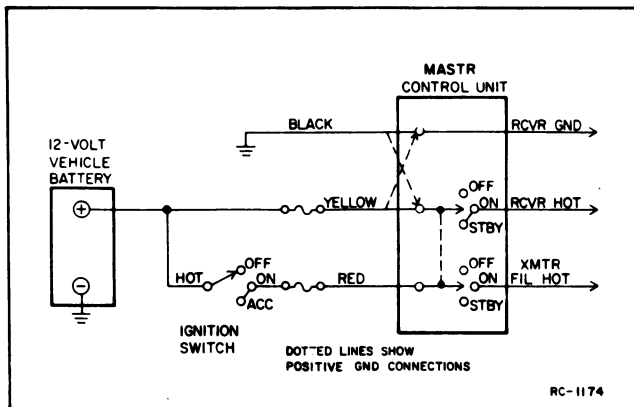 MASTR
CONTROL UNIT
BLACK
RCVR GND
12-VOLT
VEHICLE
BATTERY
OFF
+
YELLOW
ON
RCVR HOT
STBY
OFF
HOT
ON
RED
OFF
XMTR
ON
FIL HOT
−
ACC
STBY
IGNITION
SWITCH
DOTTED LINES SHOW
POSITIVE GND CONNECTIONS
RC-1174